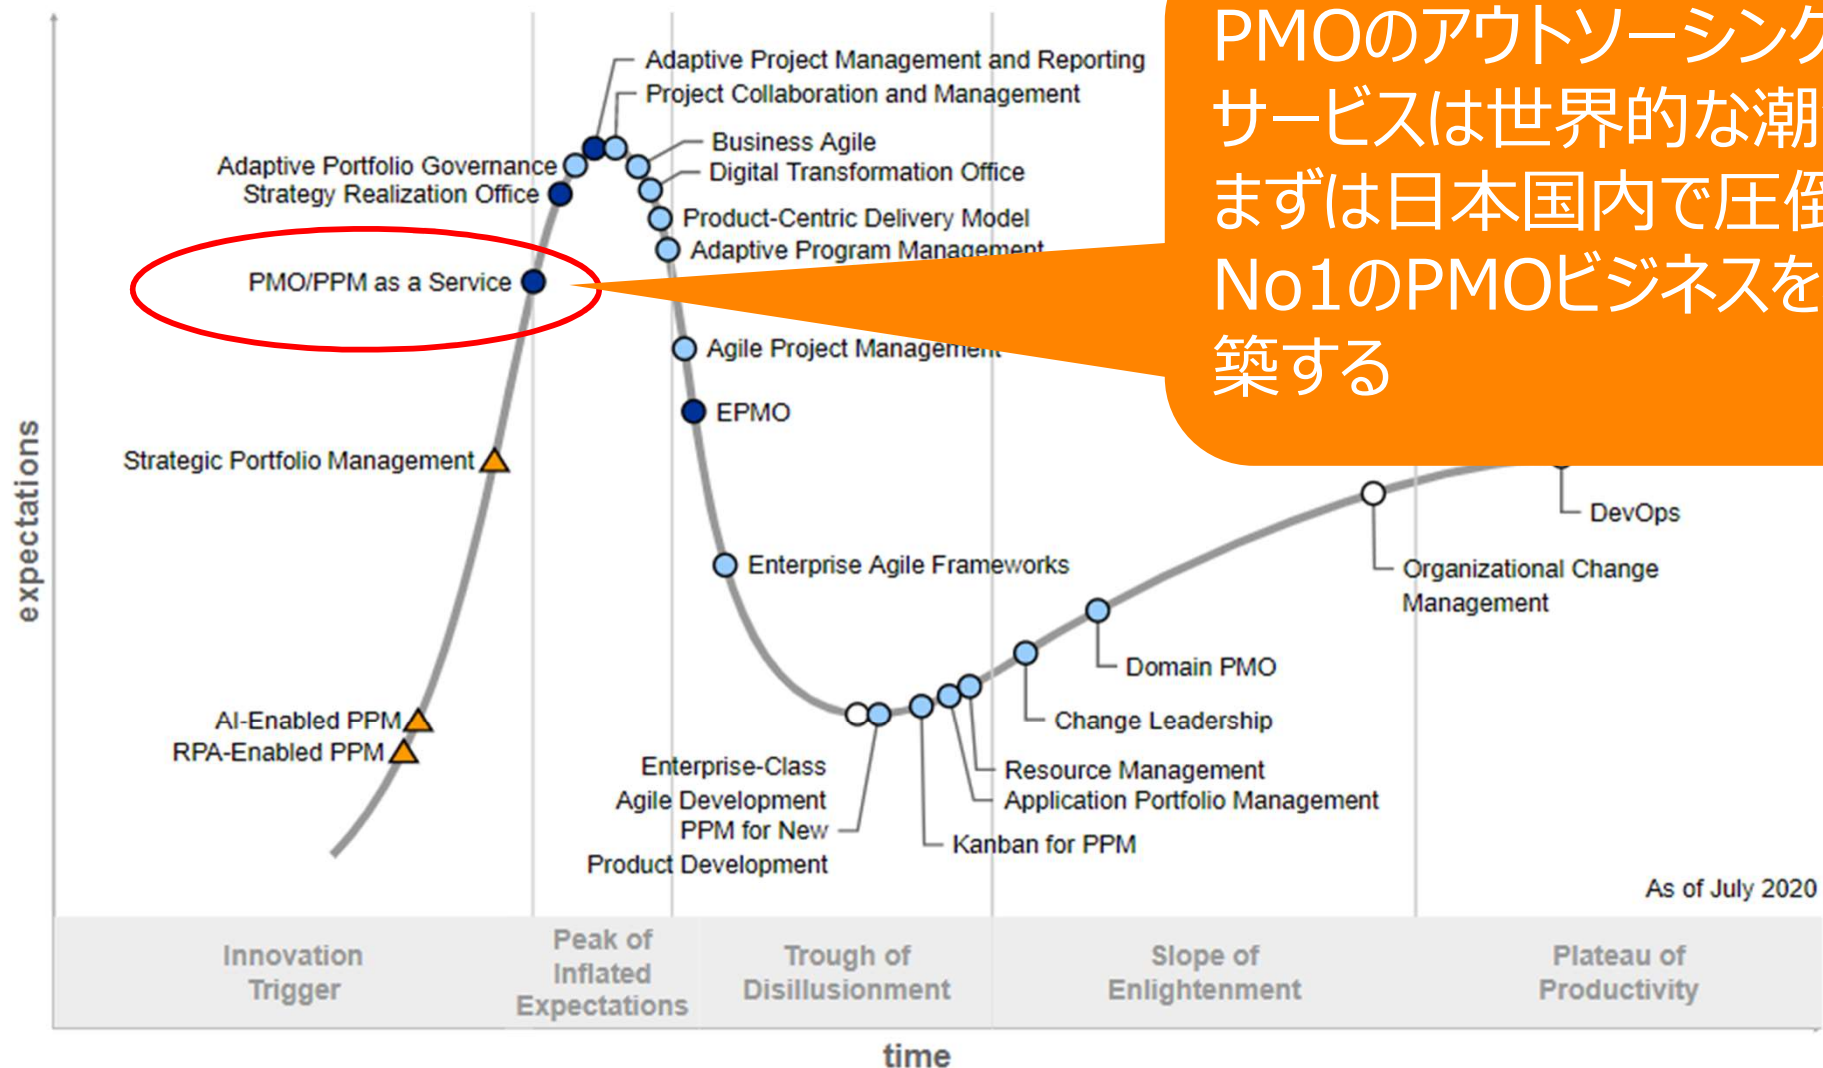 PMOのアウトソーシング
サービスは世界的な潮
まずは日本国内で圧倒
No1のPMOビジネスを
築する
Adaptive Project Management and Reporting
Project Collaboration and Management
Business Agile
Digital Transformation Office
Adaptive Portfolio Governance
Strategy Realization Office
Product-Centric Delivery Model
Adaptive Program Management
PMO/PPM as a Service
Agile Project Management
EPMO
Strategic Portfolio Management
expectations
DevOps
Enterprise Agile Frameworks
Organizational Change
Management
Domain PMO
AI-Enabled PPM
Change Leadership
RPA-Enabled PPM
Enterprise-Class
Agile Development
Resource Management
Application Portfolio Management
PPM for New
Product Development
Kanban for PPM
As of July 2020
Innovation
Trigger
Peak of
Inflated
Expectations
Trough of
Disillusionment
Slope of
Enlightenment
Plateau of
Productivity
time